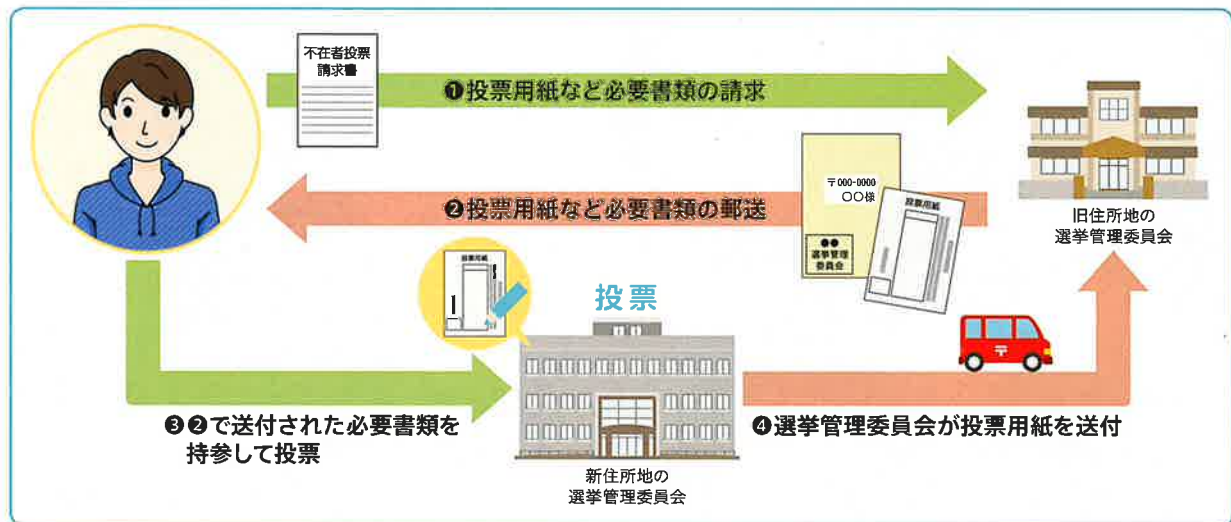 不在者投票
請求書
❶投票用紙など必要書類の請求
〒000-0000
〇〇様
❷投票用紙など必要書類の郵送
投票用紙
●●
選挙管理
委員会
旧住所地の
選挙管理委員会
投票用紙
投票
〒
❸❷で送付された必要書類を
持参して投票
❹選挙管理委員会が投票用紙を送付
新住所地の
選挙管理委員会